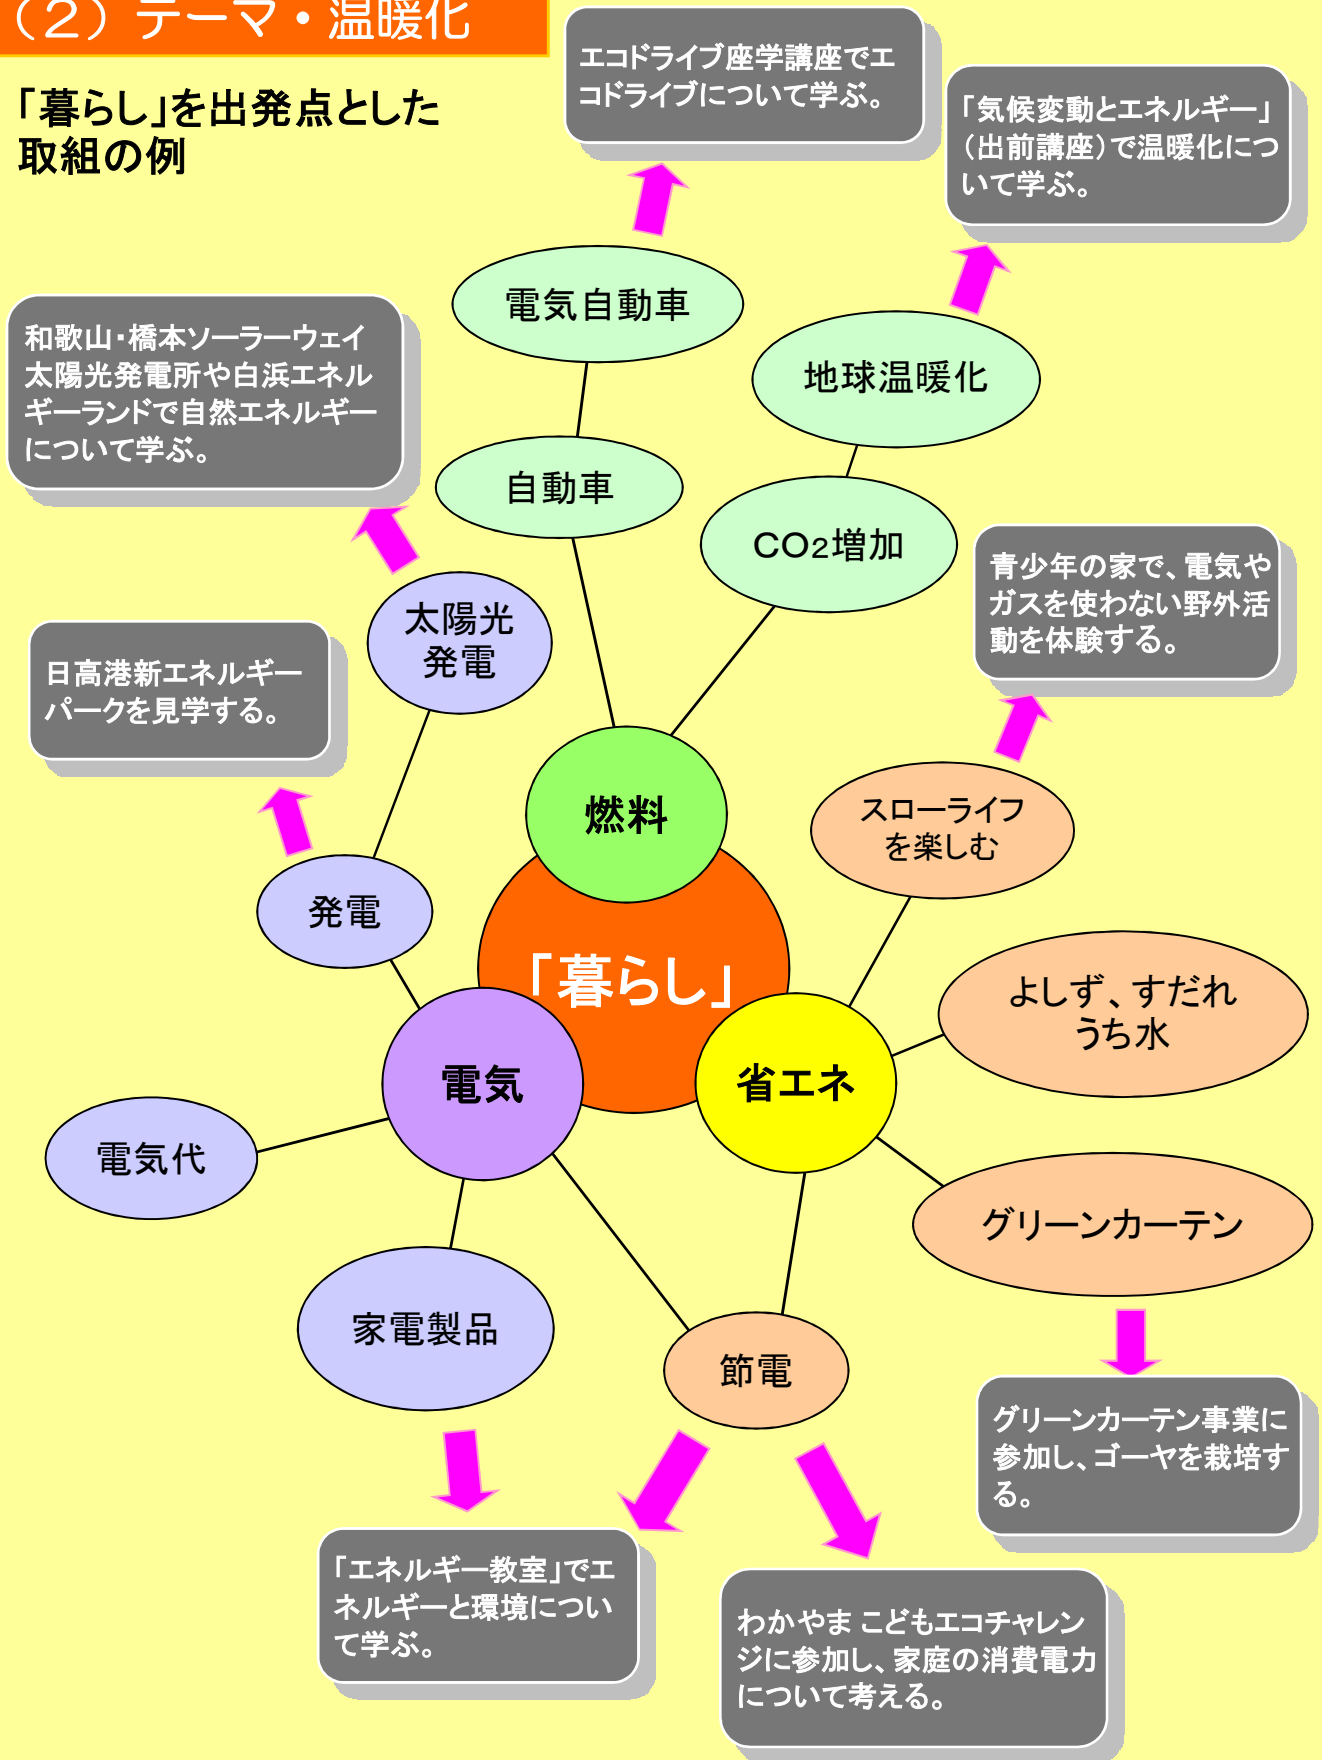 （２）テーマ・温暖化
「暮らし」を出発点とした
取組の例
エコドライブ座学講座でエ
コドライブについて学ぶ。
「気候変動とエネルギー」
（出前講座）で温暖化につ
いて学ぶ。
電気自動車
地球温暖化
和歌山・橋本ソーラーウェイ
太陽光発電所や白浜エネル
ギーランドで自然エネルギー
について学ぶ。
自動車
CO2増加
青少年の家で、電気や
ガスを使わない野外活
動を体験する。
太陽光
発電
日高港新エネルギー
パークを見学する。
燃料
スローライフ
を楽しむ
発電
「暮らし」
よしず、すだれ
うち水
電気
省エネ
電気代
グリーンカーテン
家電製品
節電
グリーンカーテン事業に
参加し、ゴーヤを栽培す
る。
「エネルギー教室」でエ
ネルギーと環境につい
て学ぶ。
わかやま こどもエコチャレン
ジに参加し、家庭の消費電力
について考える。